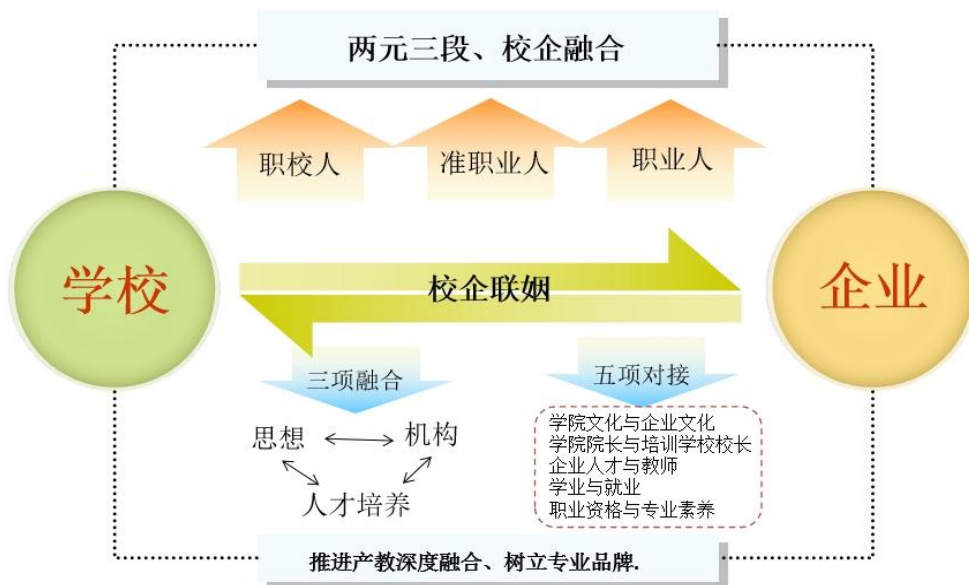 两元三段、校企融合
职校人
准职业人
职业人
学校
校企联姻
企业
三项融合
五项对接
思想
机构
人才培养
学院文化与企业文化
学院院长与培训学校校长
企业人才与教师
学业与就业
职业资格与专业素养
推进产教深度融合、树立专业品牌.